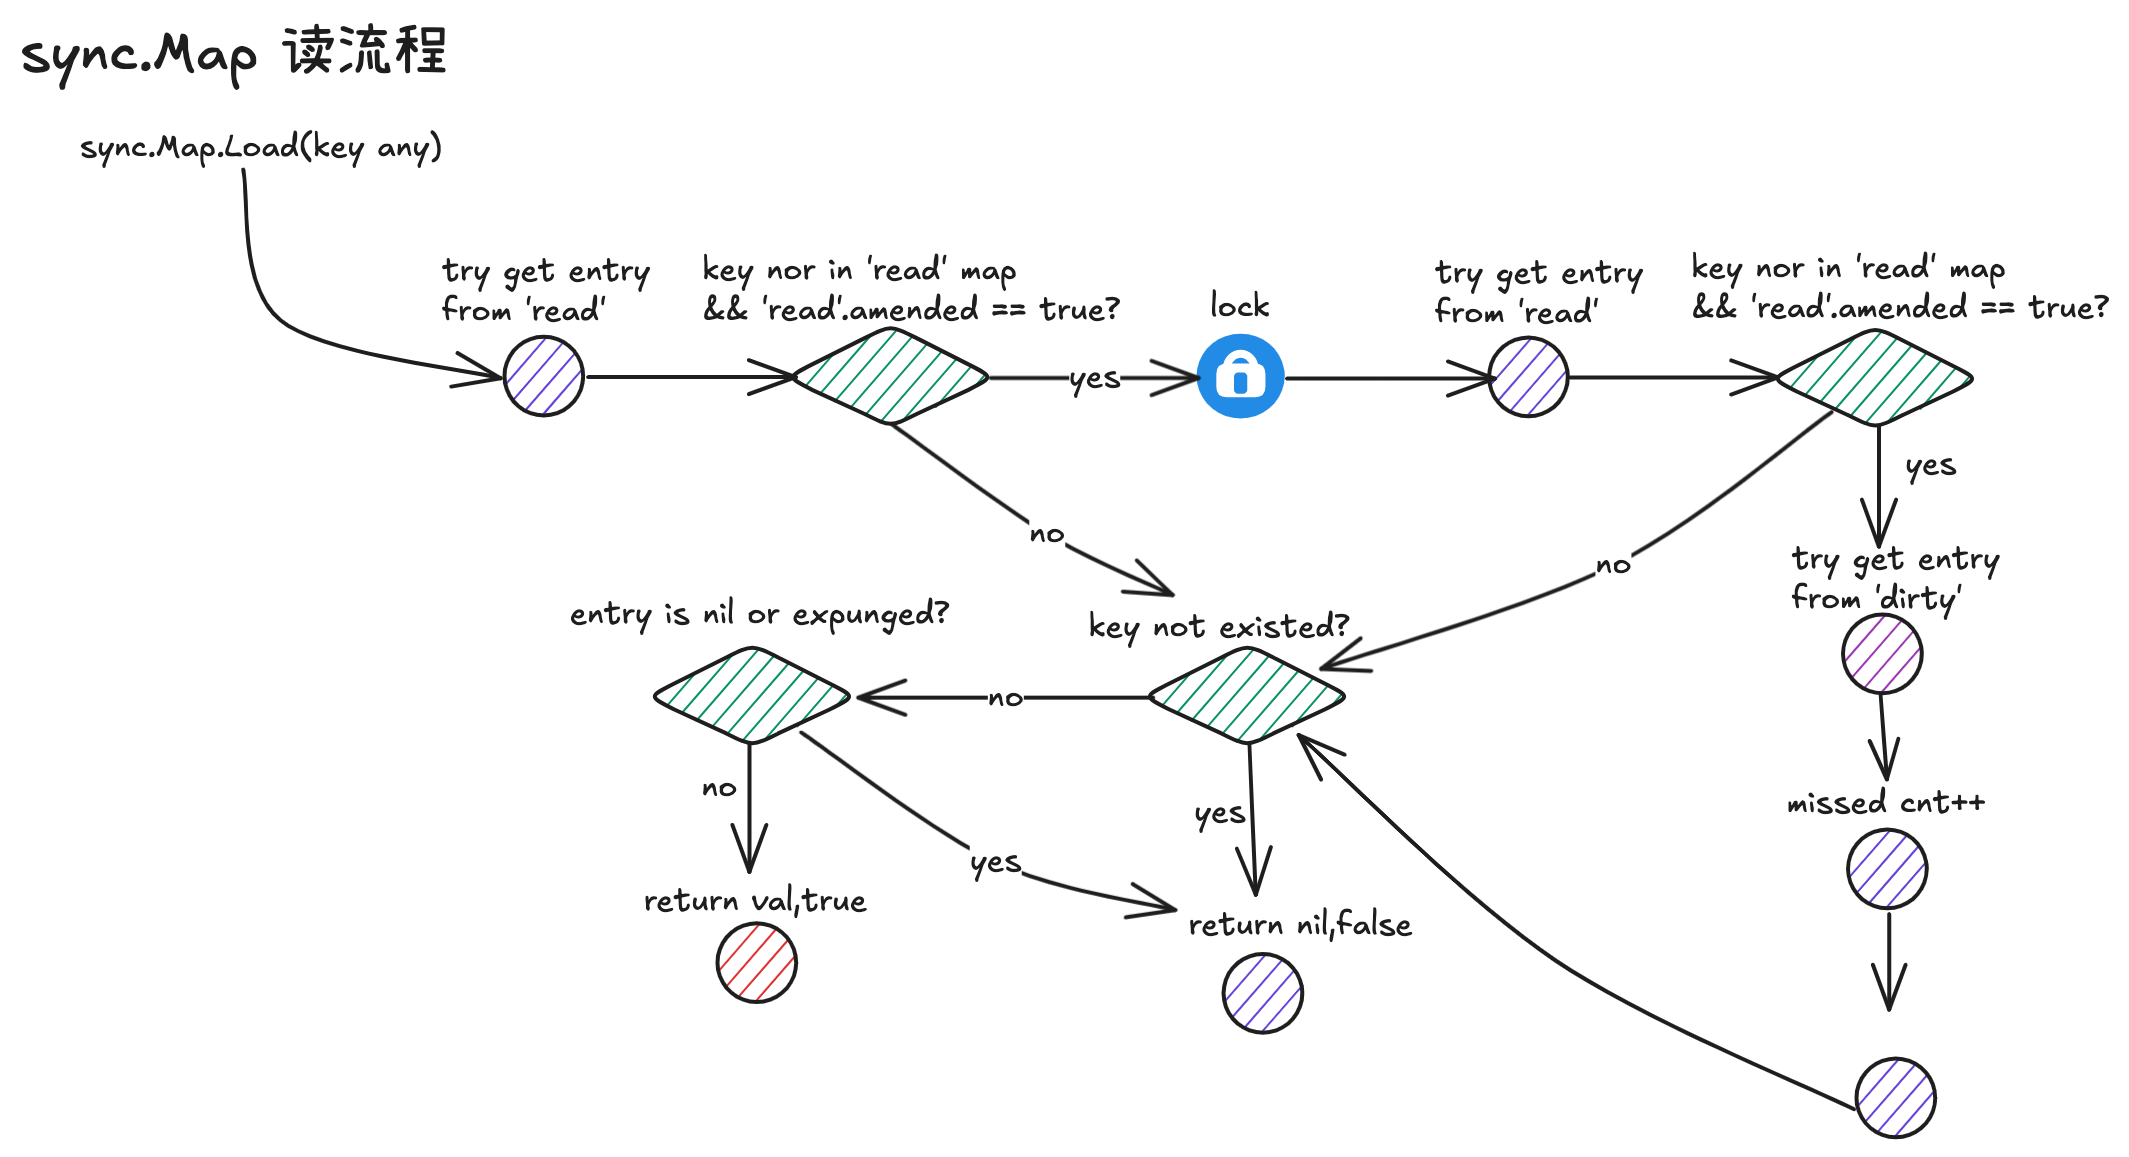 sync.Map 读流程
sync.Map.Load(key any)
try get entry
from 'read'
key nor in 'read' map
&& 'read'.amended == true?
yes
lock
try get entry
from 'read'
key nor in 'read' map
&& 'read'.amended == true?
yes
no
no
try get entry
from 'dirty'
entry is nil or expunged?
key not existed?
no
missed cnt++
no
yes
yes
return val,true
return nil,false